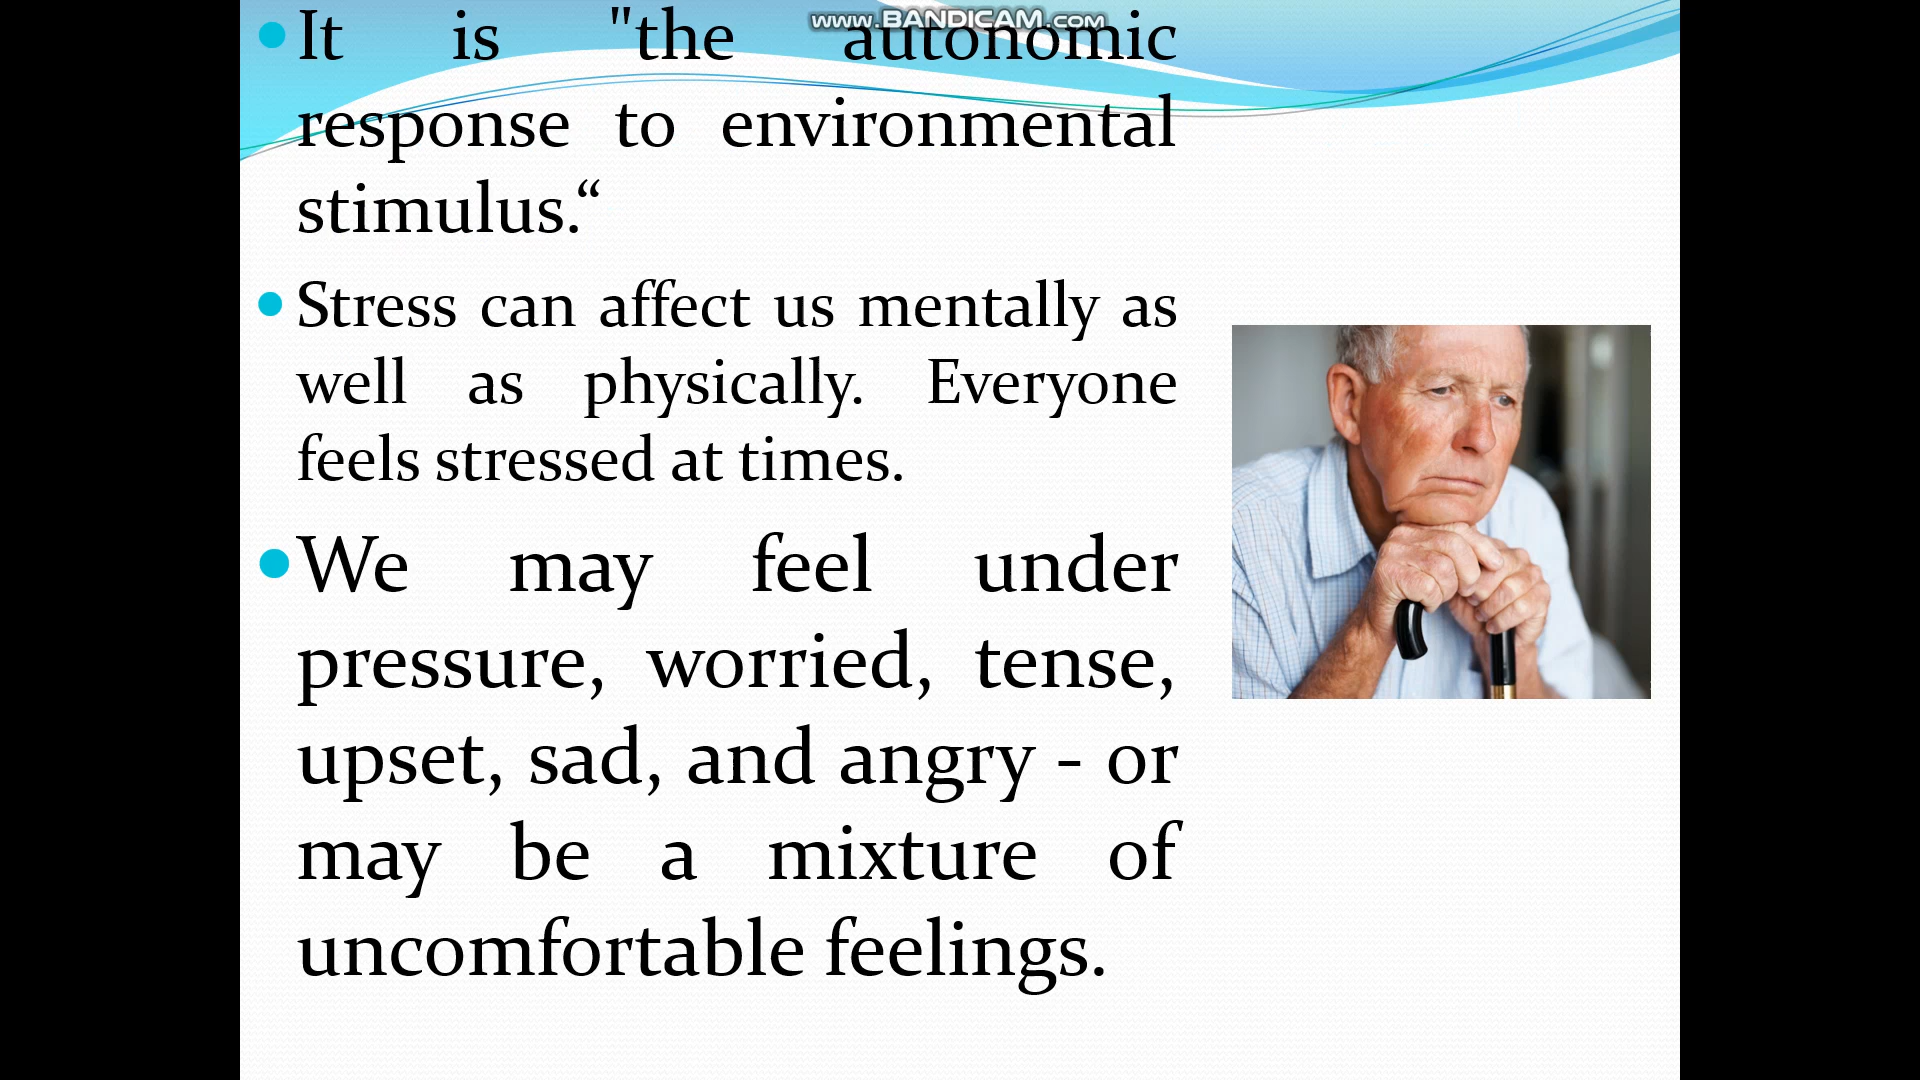 www.BANDICAM.com
• It is "the autonomic
response to environmental
stimulus.“
• Stress can affect us mentally as
well as physically. Everyone
feels stressed at times.
• We may feel under
pressure, worried, tense,
upset, sad, and angry - or
may be a mixture of
uncomfortable feelings.